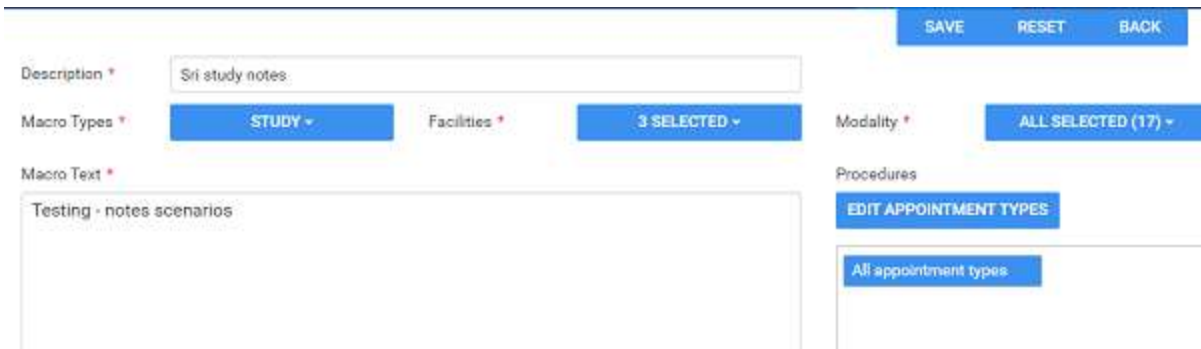 SAVE RESET BACK
Description * Sri study notes
Macro Types * STUDY Facilities * 3 SELECTED Modality * ALL SELECTED (17)
Macro Text * Procedures
Testing - notes scenarios EDIT APPOINTMENT TYPES
All appointment types